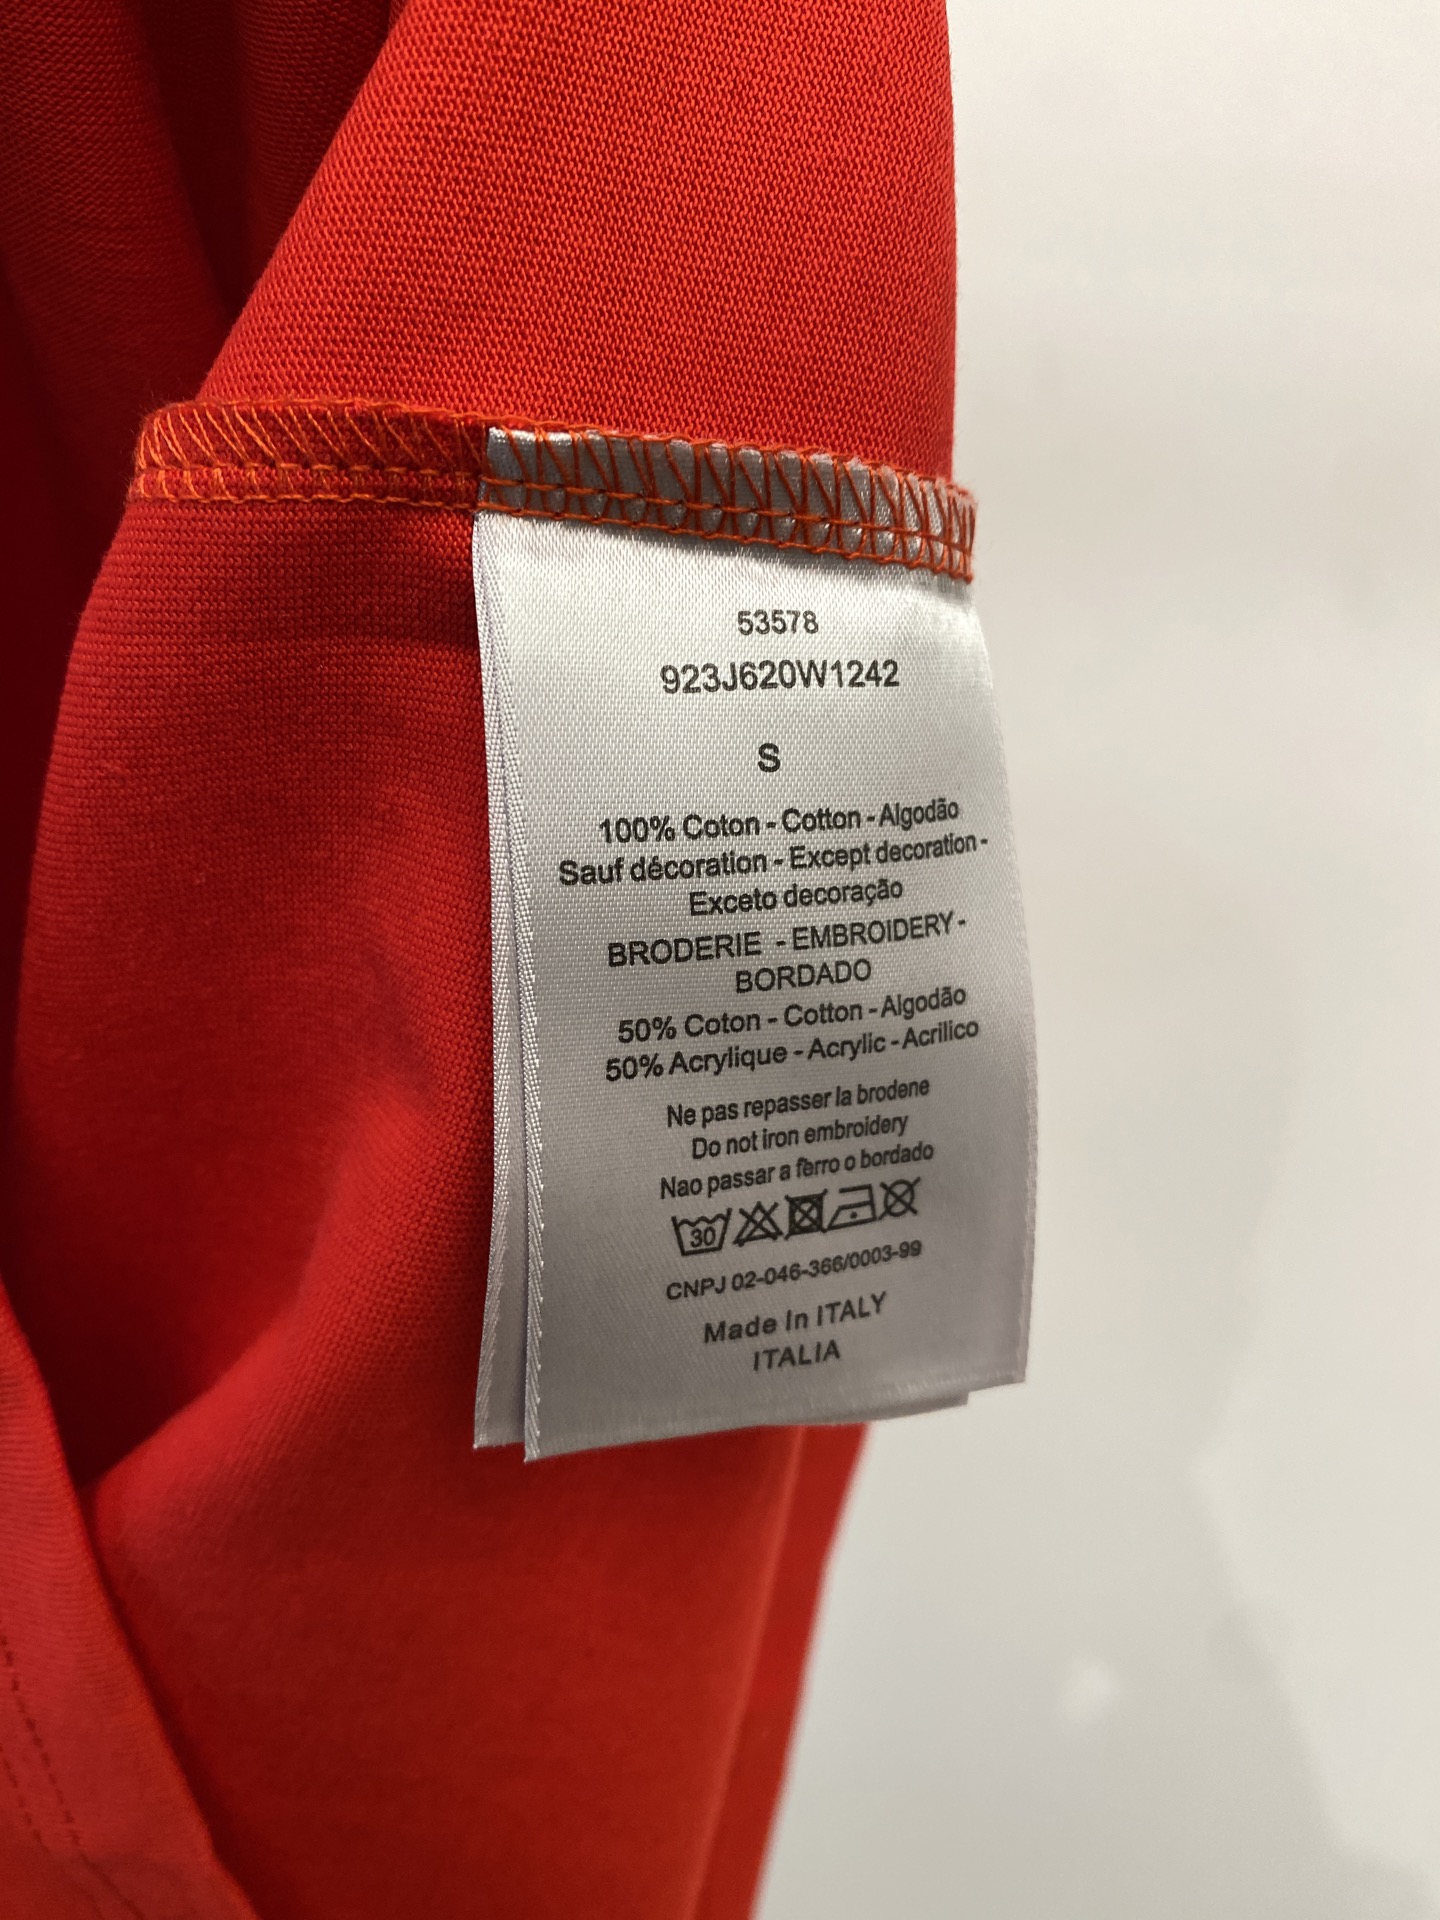 53578
923J620W1242
S
100% Coton - Cotton - Algodão
Sauf décoration - Except decoration -
Exceto decoração
BRODERIE - EMBROIDERY -
BORDADO
50% Coton - Cotton - Algodão
50% Acrylique - Acrylic - Acrilico
Ne pas repasser la brodene
Do not iron embroidery
Nao passar a ferro o bordado
30
CNPJ 02-046-366/0003-99
Made In ITALY
ITALIA